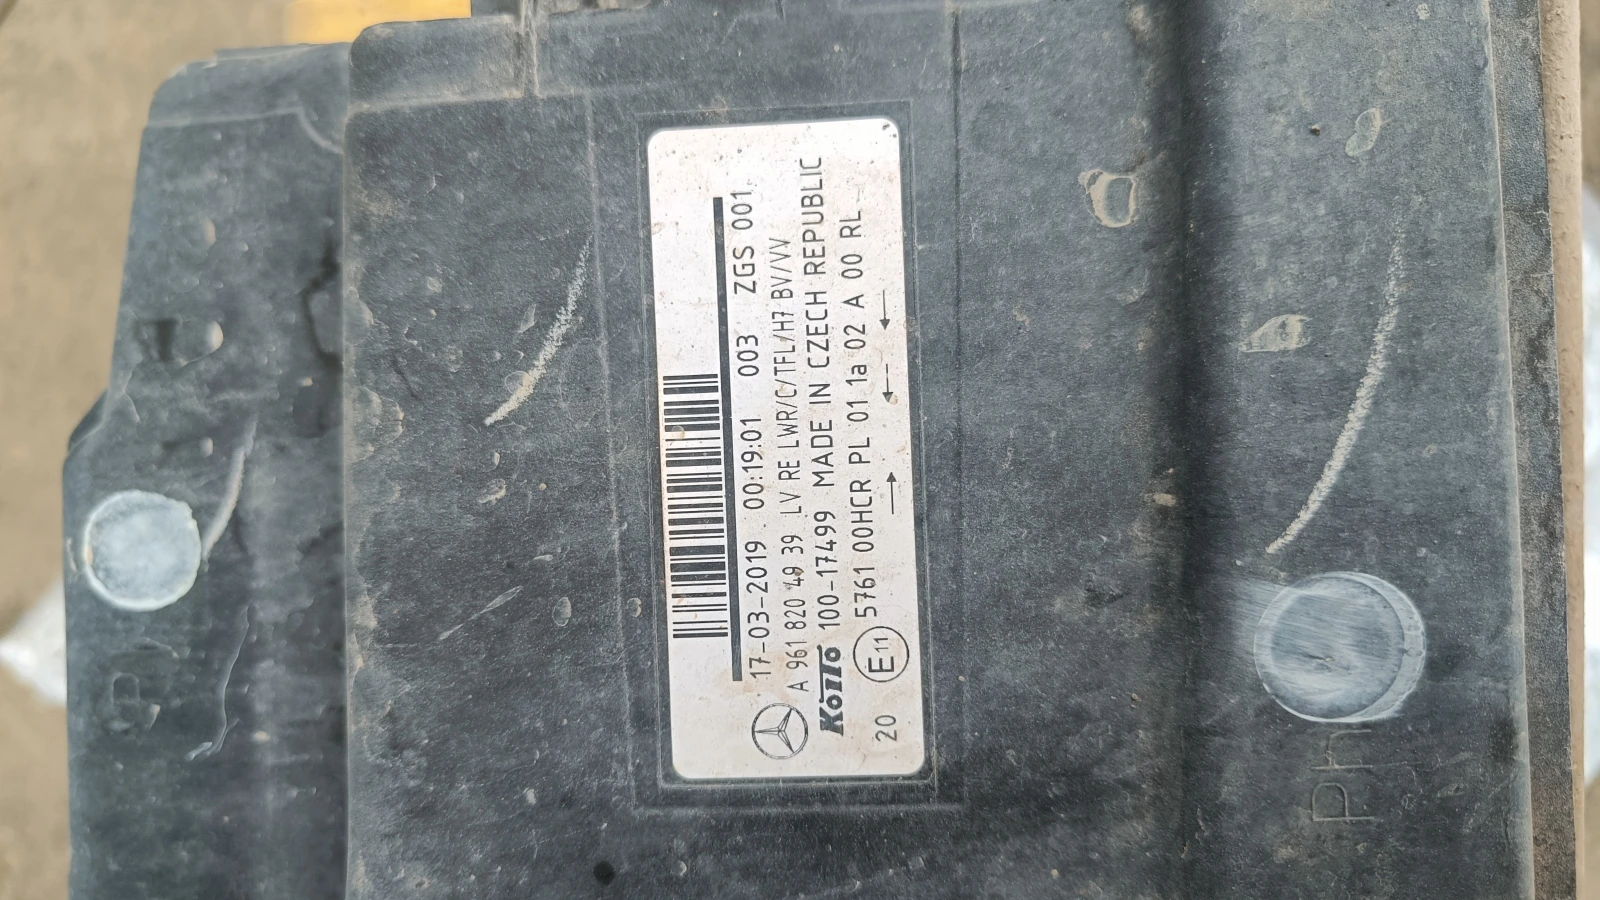 17-03-2019 00:19:01 003 ZGS 001
A 961 820 49 39 LV RE LWR/C/TFL/H7 BV/VV
KOITO 100-17499 MADE IN CZECH REPUBLIC
E11 5761 00HCR PL 01 1a 02 A 00 RL
20 → ← ←
Ph